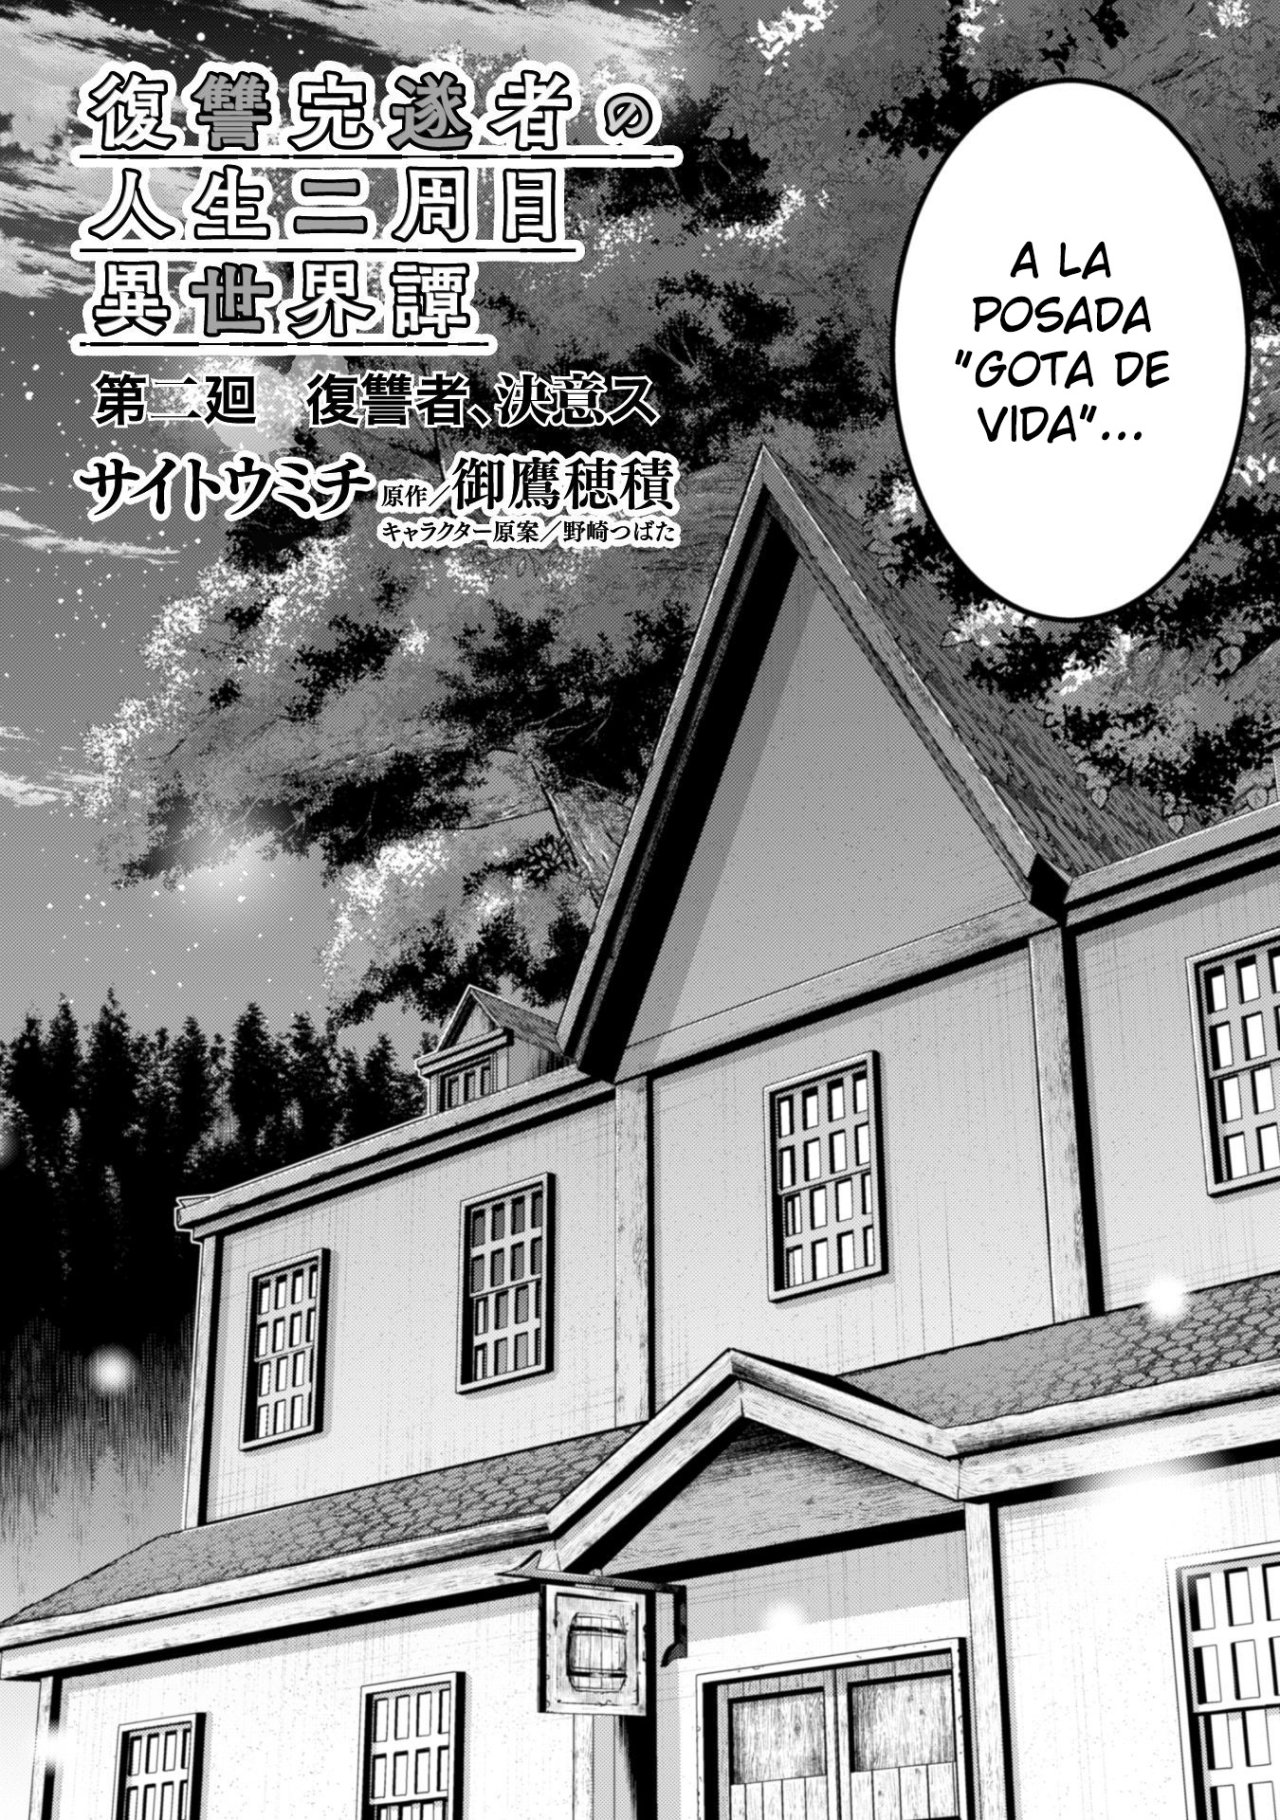 復讐完遂者の
人生二周目
異世界譚
第二廻　復讐者、決意ス
サイトウミチ 原作／御鷹穂積
キャラクター原案／野崎つばた
A LA
POSADA
"GOTA DE
VIDA"...